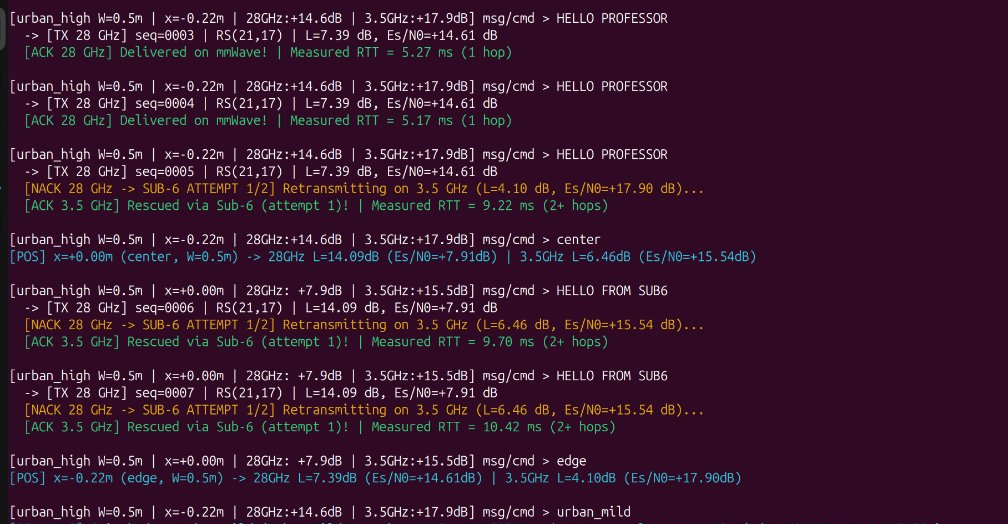 [urban_high W=0.5m | x=-0.22m | 28GHz:+14.6dB | 3.5GHz:+17.9dB] msg/cmd > HELLO PROFESSOR
-> [TX 28 GHz] seq=0003 | RS(21,17) | L=7.39 dB, Es/N0=+14.61 dB
[ACK 28 GHz] Delivered on mmWave! | Measured RTT = 5.27 ms (1 hop)
[urban_high W=0.5m | x=-0.22m | 28GHz:+14.6dB | 3.5GHz:+17.9dB] msg/cmd > HELLO PROFESSOR
-> [TX 28 GHz] seq=0004 | RS(21,17) | L=7.39 dB, Es/N0=+14.61 dB
[ACK 28 GHz] Delivered on mmWave! | Measured RTT = 5.17 ms (1 hop)
[urban_high W=0.5m | x=-0.22m | 28GHz:+14.6dB | 3.5GHz:+17.9dB] msg/cmd > HELLO PROFESSOR
-> [TX 28 GHz] seq=0005 | RS(21,17) | L=7.39 dB, Es/N0=+14.61 dB
[NACK 28 GHz -> SUB-6 ATTEMPT 1/2] Retransmitting on 3.5 GHz (L=4.10 dB, Es/N0=+17.90 dB)...
[ACK 3.5 GHz] Rescued via Sub-6 (attempt 1)! | Measured RTT = 9.22 ms (2+ hops)
[urban_high W=0.5m | x=-0.22m | 28GHz:+14.6dB | 3.5GHz:+17.9dB] msg/cmd > center
[POS] x=+0.00m (center, W=0.5m) -> 28GHz L=14.09dB (Es/N0=+7.91dB) | 3.5GHz L=6.46dB (Es/N0=+15.54dB)
[urban_high W=0.5m | x=+0.00m | 28GHz: +7.9dB | 3.5GHz:+15.5dB] msg/cmd > HELLO FROM SUB6
-> [TX 28 GHz] seq=0006 | RS(21,17) | L=14.09 dB, Es/N0=+7.91 dB
[NACK 28 GHz -> SUB-6 ATTEMPT 1/2] Retransmitting on 3.5 GHz (L=6.46 dB, Es/N0=+15.54 dB)...
[ACK 3.5 GHz] Rescued via Sub-6 (attempt 1)! | Measured RTT = 9.70 ms (2+ hops)
[urban_high W=0.5m | x=+0.00m | 28GHz: +7.9dB | 3.5GHz:+15.5dB] msg/cmd > HELLO FROM SUB6
-> [TX 28 GHz] seq=0007 | RS(21,17) | L=14.09 dB, Es/N0=+7.91 dB
[NACK 28 GHz -> SUB-6 ATTEMPT 1/2] Retransmitting on 3.5 GHz (L=6.46 dB, Es/N0=+15.54 dB)...
[ACK 3.5 GHz] Rescued via Sub-6 (attempt 1)! | Measured RTT = 10.42 ms (2+ hops)
[urban_high W=0.5m | x=+0.00m | 28GHz: +7.9dB | 3.5GHz:+15.5dB] msg/cmd > edge
[POS] x=-0.22m (edge, W=0.5m) -> 28GHz L=7.39dB (Es/N0=+14.61dB) | 3.5GHz L=4.10dB (Es/N0=+17.90dB)
[urban_high W=0.5m | x=-0.22m | 28GHz:+14.6dB | 3.5GHz:+17.9dB] msg/cmd > urban_mild